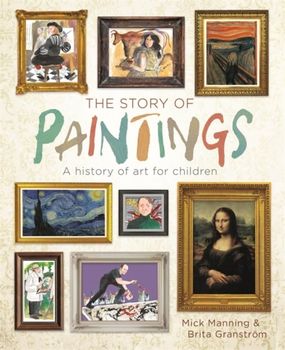 THE STORY OF
PAINTINGS
A history of art for children
Mick Manning &
Brita Granström